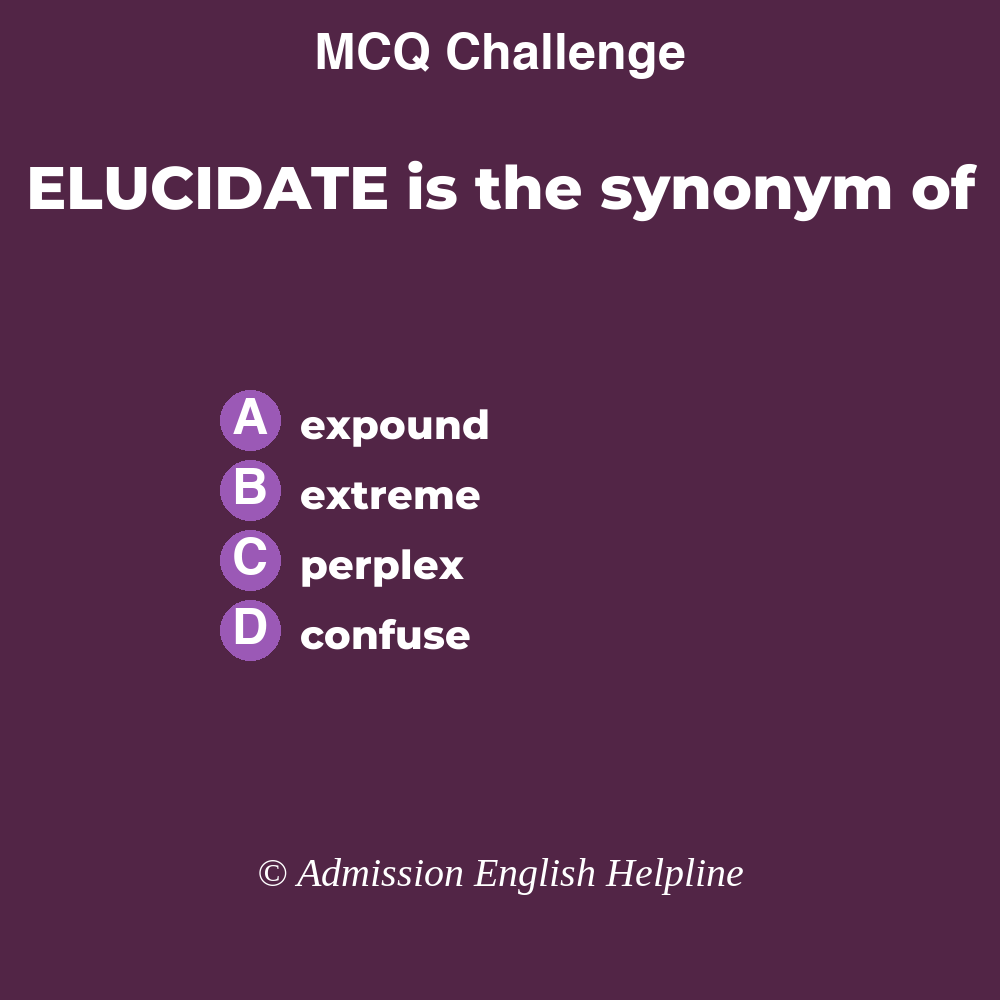 MCQ Challenge
ELUCIDATE is the synonym of
A expound
B extreme
C perplex
D confuse
© Admission English Helpline